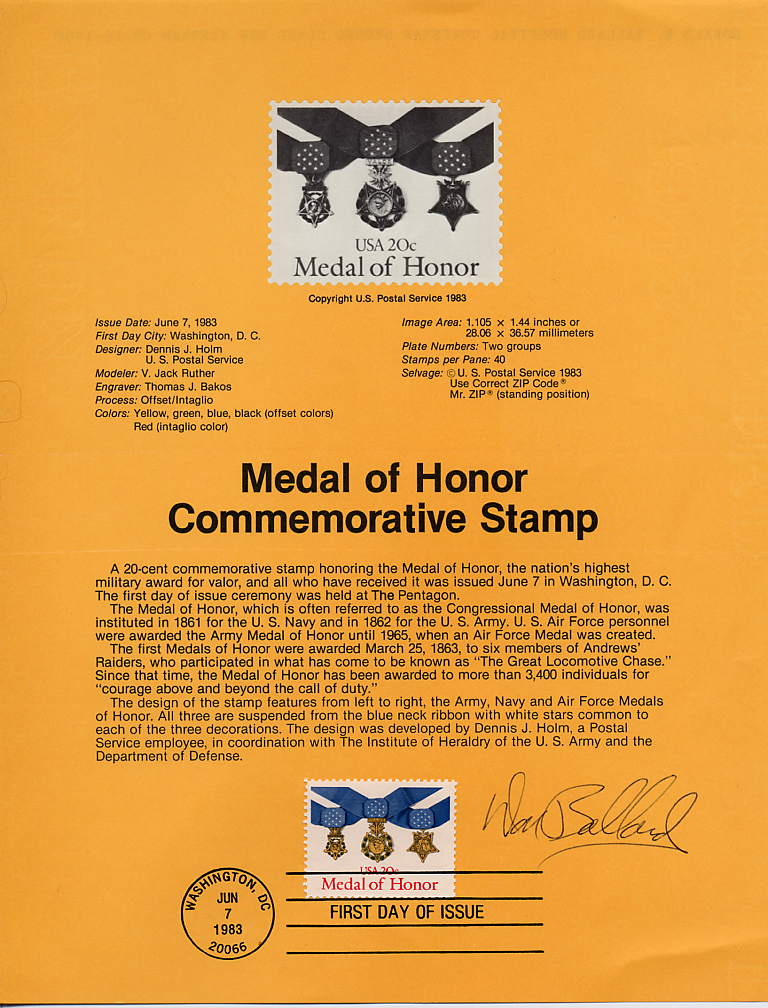 USA 20c
Medal of Honor
Copyright U.S. Postal Service 1983
Issue Date: June 7, 1983
First Day City: Washington, D. C.
Designer: Dennis J. Holm
U. S. Postal Service
Modeler: V. Jack Ruther
Engraver: Thomas J. Bakos
Process: Offset/Intaglio
Colors: Yellow, green, blue, black (offset colors)
Red (intaglio color)
Image Area: 1.105 × 1.44 inches or
28.06 × 36.57 millimeters
Plate Numbers: Two groups
Stamps per Pane: 40
Selvage: © U. S. Postal Service 1983
Use Correct ZIP Code®
Mr. ZIP® (standing position)
Medal of Honor
Commemorative Stamp
A 20-cent commemorative stamp honoring the Medal of Honor, the nation's highest
military award for valor, and all who have received it was issued June 7 in Washington, D. C.
The first day of issue ceremony was held at The Pentagon.
The Medal of Honor, which is often referred to as the Congressional Medal of Honor, was
instituted in 1861 for the U. S. Navy and in 1862 for the U. S. Army. U. S. Air Force personnel
were awarded the Army Medal of Honor until 1965, when an Air Force Medal was created.
The first Medals of Honor were awarded March 25, 1863, to six members of Andrews'
Raiders, who participated in what has come to be known as "The Great Locomotive Chase."
Since that time, the Medal of Honor has been awarded to more than 3,400 individuals for
"courage above and beyond the call of duty."
The design of the stamp features from left to right, the Army, Navy and Air Force Medals
of Honor. All three are suspended from the blue neck ribbon with white stars common to
each of the three decorations. The design was developed by Dennis J. Holm, a Postal
Service employee, in coordination with The Institute of Heraldry of the U. S. Army and the
Department of Defense.
Don Ballard
USA 20c
Medal of Honor
WASHINGTON, DC
JUN
7
1983
20066
FIRST DAY OF ISSUE